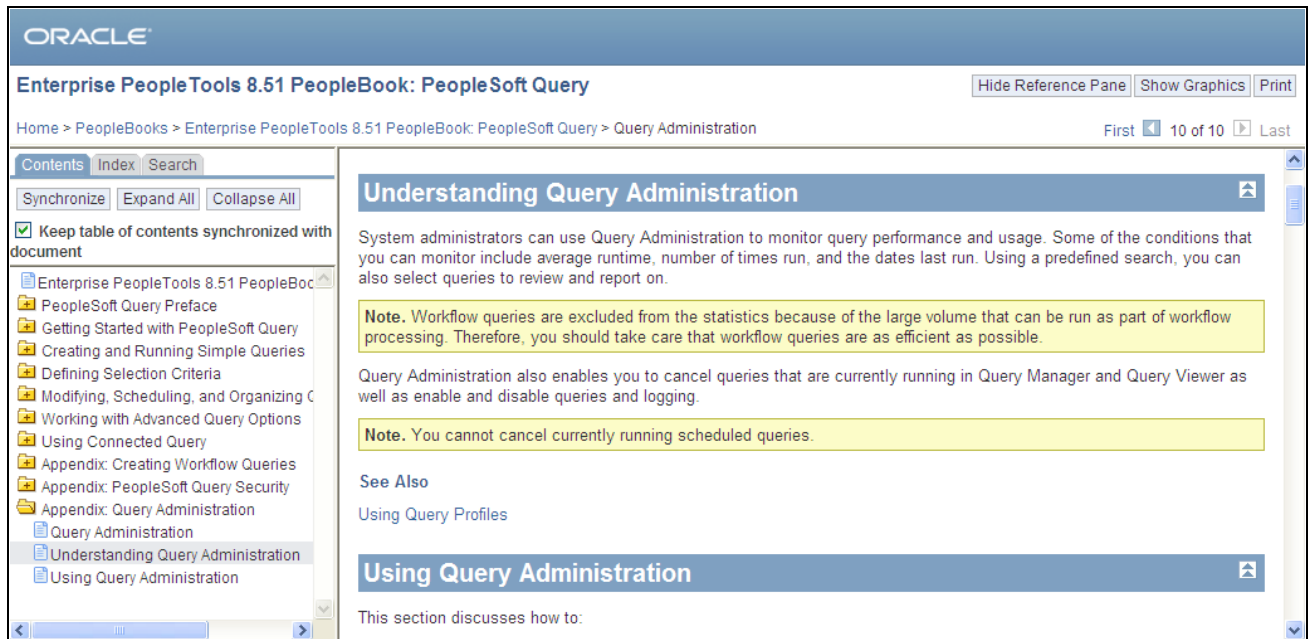 ORACLE
Enterprise PeopleTools 8.51 PeopleBook: PeopleSoft Query
Hide Reference Pane Show Graphics Print
Home > PeopleBooks > Enterprise PeopleTools 8.51 PeopleBook: PeopleSoft Query > Query Administration
First 10 of 10 Last
Contents Index Search
Synchronize Expand All Collapse All
Keep table of contents synchronized with
document
Enterprise PeopleTools 8.51 PeopleBoo
PeopleSoft Query Preface
Getting Started with PeopleSoft Query
Creating and Running Simple Queries
Defining Selection Criteria
Modifying, Scheduling, and Organizing
Working with Advanced Query Options
Using Connected Query
Appendix: Creating Workflow Queries
Appendix: PeopleSoft Query Security
Appendix: Query Administration
Query Administration
Understanding Query Administration
Using Query Administration
Understanding Query Administration
System administrators can use Query Administration to monitor query performance and usage. Some of the conditions that
you can monitor include average runtime, number of times run, and the dates last run. Using a predefined search, you can
also select queries to review and report on.
Note. Workflow queries are excluded from the statistics because of the large volume that can be run as part of workflow
processing. Therefore, you should take care that workflow queries are as efficient as possible.
Query Administration also enables you to cancel queries that are currently running in Query Manager and Query Viewer as
well as enable and disable queries and logging.
Note. You cannot cancel currently running scheduled queries.
See Also
Using Query Profiles
Using Query Administration
This section discusses how to: